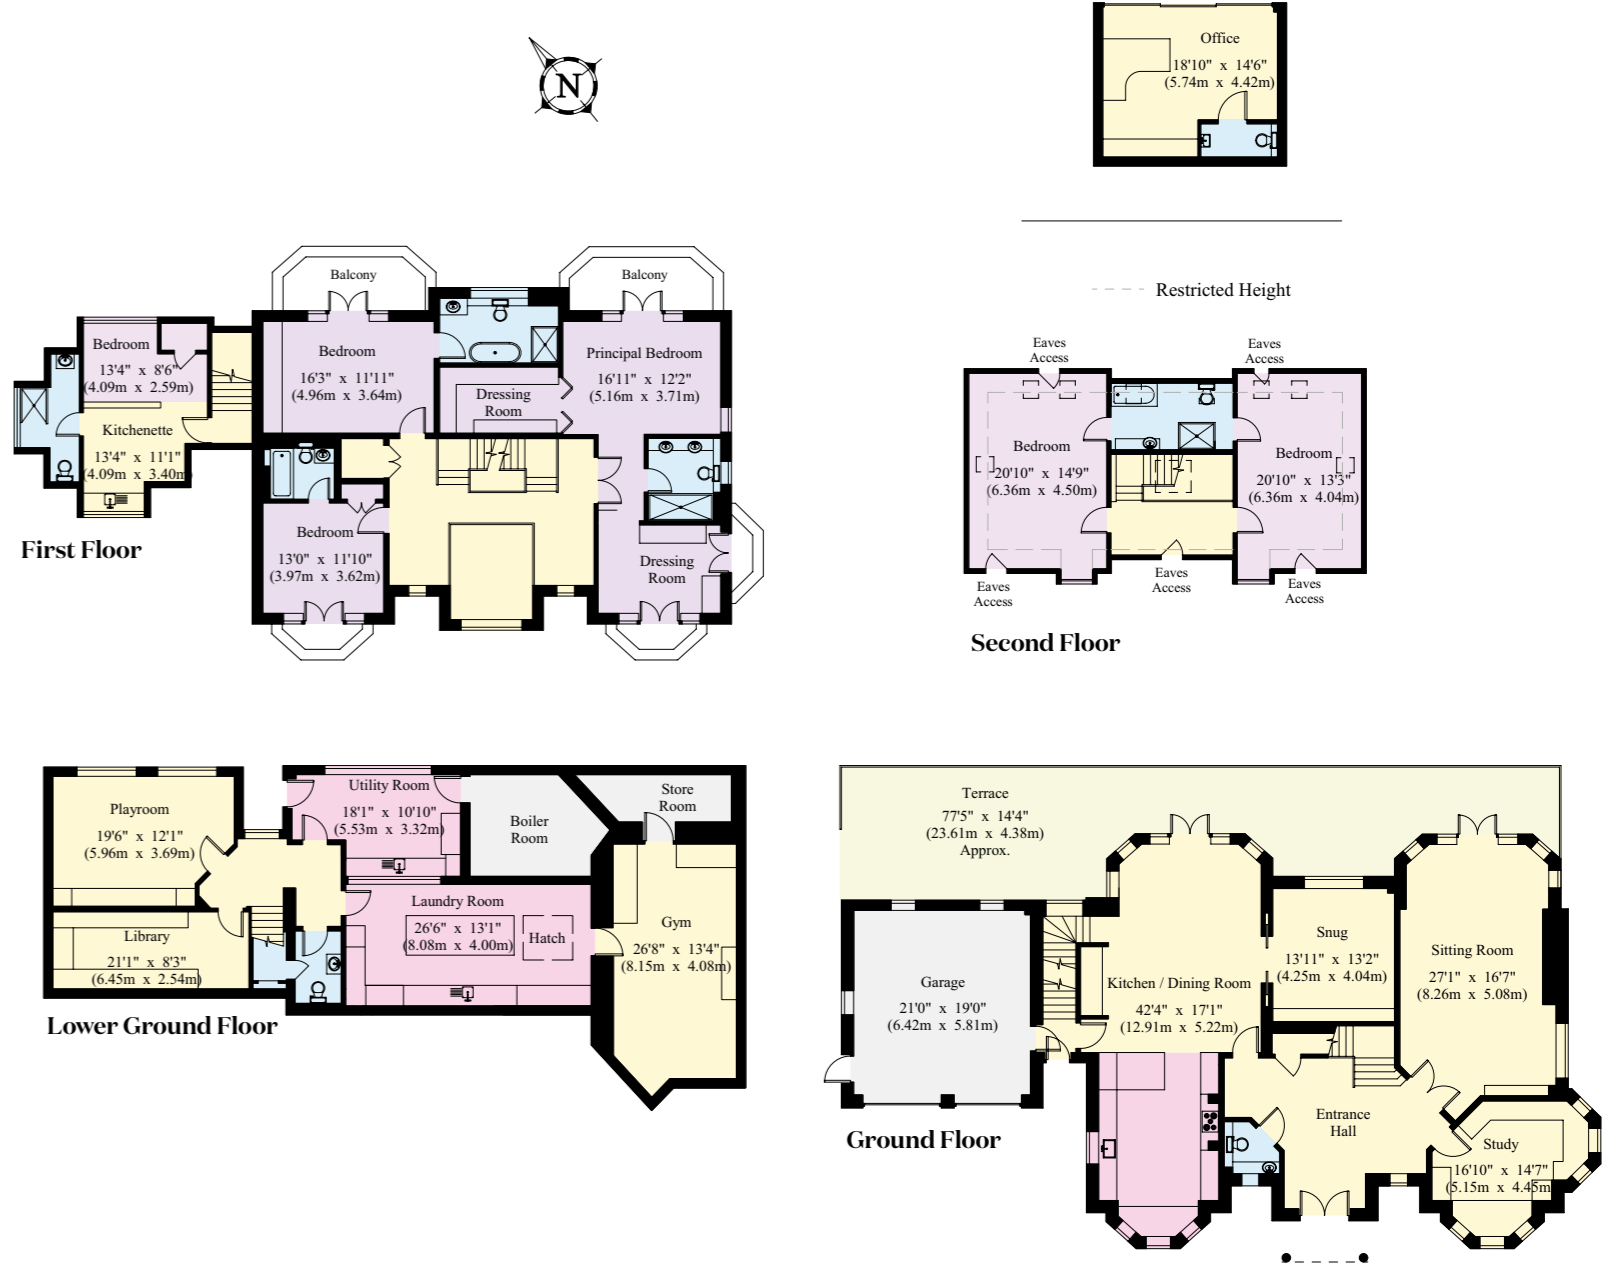 N
Office
18'10" x 14'6"
(5.74m x 4.42m)
Restricted Height
Balcony
Balcony
Bedroom
13'4" x 8'6"
(4.09m x 2.59m)
Kitchenette
13'4" x 11'1"
(4.09m x 3.40m)
Bedroom
16'3" x 11'11"
(4.96m x 3.64m)
Dressing
Room
Principal Bedroom
16'11" x 12'2"
(5.16m x 3.71m)
Bedroom
13'0" x 11'10"
(3.97m x 3.62m)
Dressing
Room
First Floor
Eaves
Access
Eaves
Access
Bedroom
20'10" x 14'9"
(6.36m x 4.50m)
Bedroom
20'10" x 13'3"
(6.36m x 4.04m)
Eaves
Access
Eaves
Access
Eaves
Access
Second Floor
Playroom
19'6" x 12'1"
(5.96m x 3.69m)
Utility Room
18'1" x 10'10"
(5.53m x 3.32m)
Boiler
Room
Store
Room
Library
21'1" x 8'3"
(6.45m x 2.54m)
Laundry Room
26'6" x 13'1"
(8.08m x 4.00m)
Hatch
Gym
26'8" x 13'4"
(8.15m x 4.08m)
Lower Ground Floor
Terrace
77'5" x 14'4"
(23.61m x 4.38m)
Approx.
Garage
21'0" x 19'0"
(6.42m x 5.81m)
Kitchen / Dining Room
42'4" x 17'1"
(12.91m x 5.22m)
Snug
13'11" x 13'2"
(4.25m x 4.04m)
Sitting Room
27'1" x 16'7"
(8.26m x 5.08m)
Entrance
Hall
Study
16'10" x 14'7"
(5.15m x 4.45m
Ground Floor